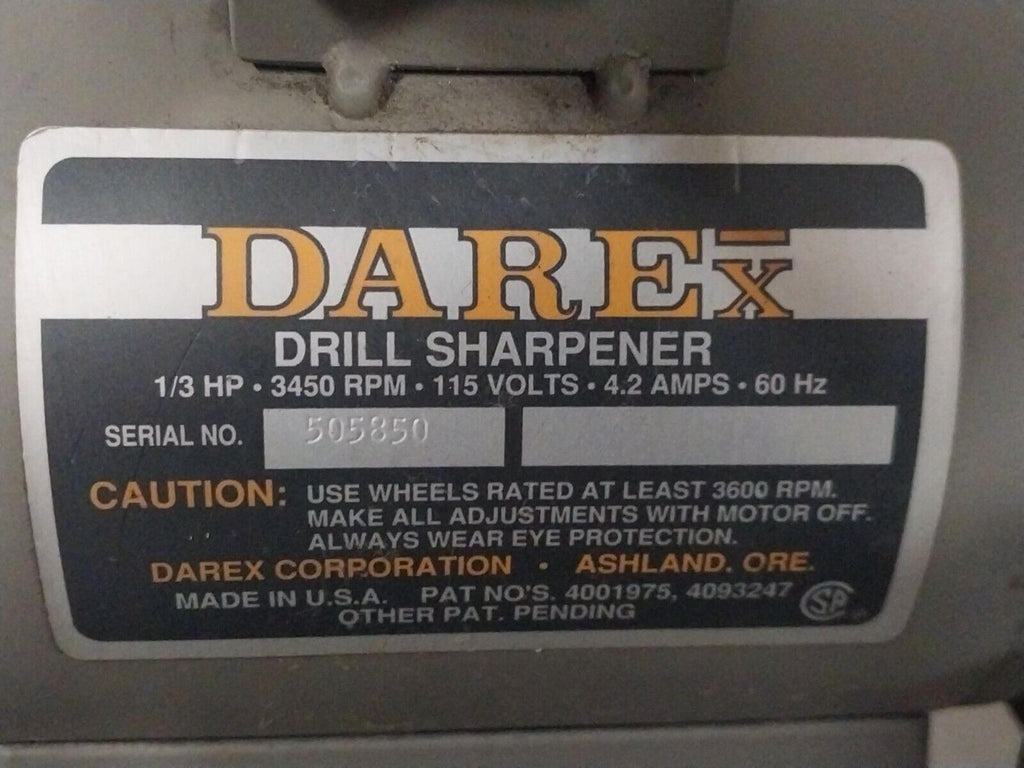 DAREX
DRILL SHARPENER
1/3 HP • 3450 RPM • 115 VOLTS • 4.2 AMPS • 60 Hz
SERIAL NO. 505850
CAUTION: USE WHEELS RATED AT LEAST 3600 RPM.
MAKE ALL ADJUSTMENTS WITH MOTOR OFF.
ALWAYS WEAR EYE PROTECTION.
DAREX CORPORATION • ASHLAND, ORE.
MADE IN U.S.A. PAT NO'S. 4001975, 4093247
OTHER PAT. PENDING